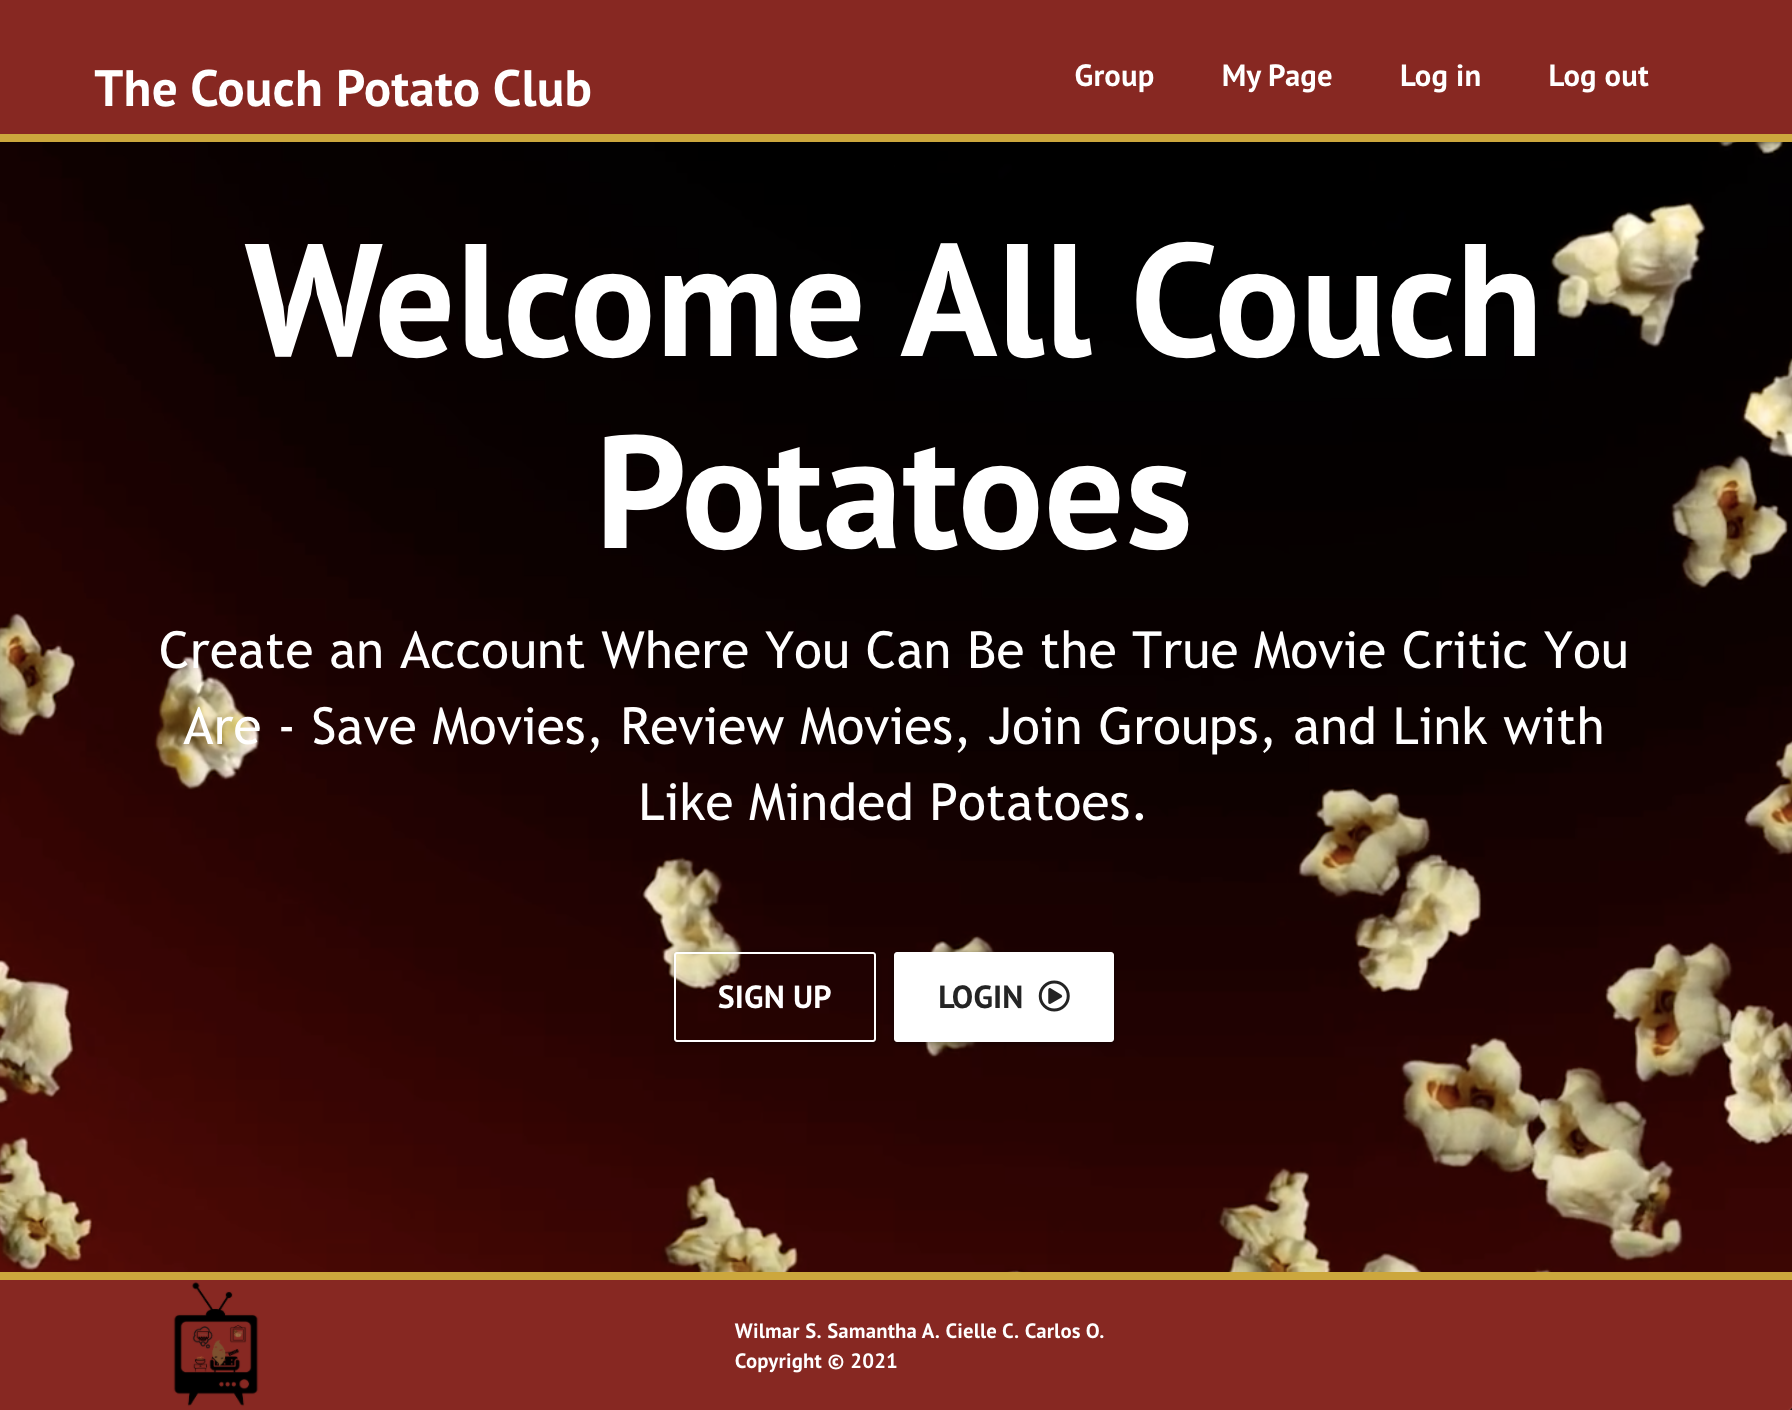 The Couch Potato Club
Group My Page Log in Log out
Welcome All Couch
Potatoes
Create an Account Where You Can Be the True Movie Critic You
Are - Save Movies, Review Movies, Join Groups, and Link with
Like Minded Potatoes.
SIGN UP LOGIN
Wilmar S. Samantha A. Cielle C. Carlos O.
Copyright © 2021